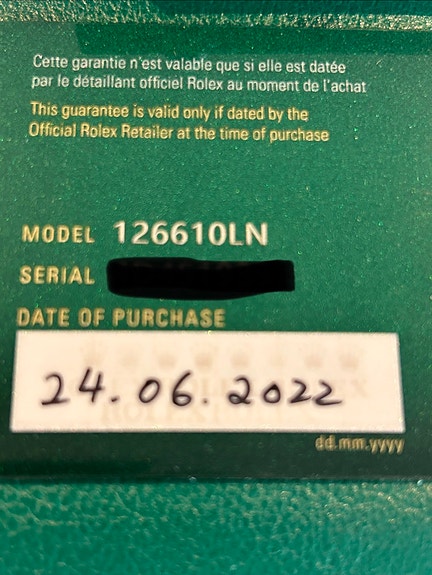 Cette garantie n'est valable que si elle est datée
par le détaillant officiel Rolex au moment de l'achat
This guarantee is valid only if dated by the
Official Rolex Retailer at the time of purchase
MODEL 126610LN
SERIAL
DATE OF PURCHASE
24.06.2022
dd.mm.yyyy